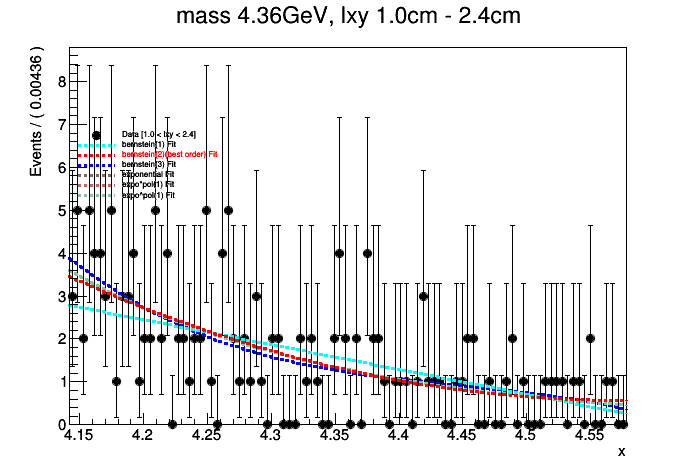 mass 4.36GeV, lxy 1.0cm - 2.4cm
Events / ( 0.00436 )
8
7
6
5
4
3
2
1
0
Data [1.0 < lxy < 2.4]
bernstein(1) Fit
bernstein(2)(best order) Fit
bernstein(3) Fit
exponential Fit
expo*pol(1) Fit
expo*pol(1) Fit
4.15 4.2 4.25 4.3 4.35 4.4 4.45 4.5 4.55
x